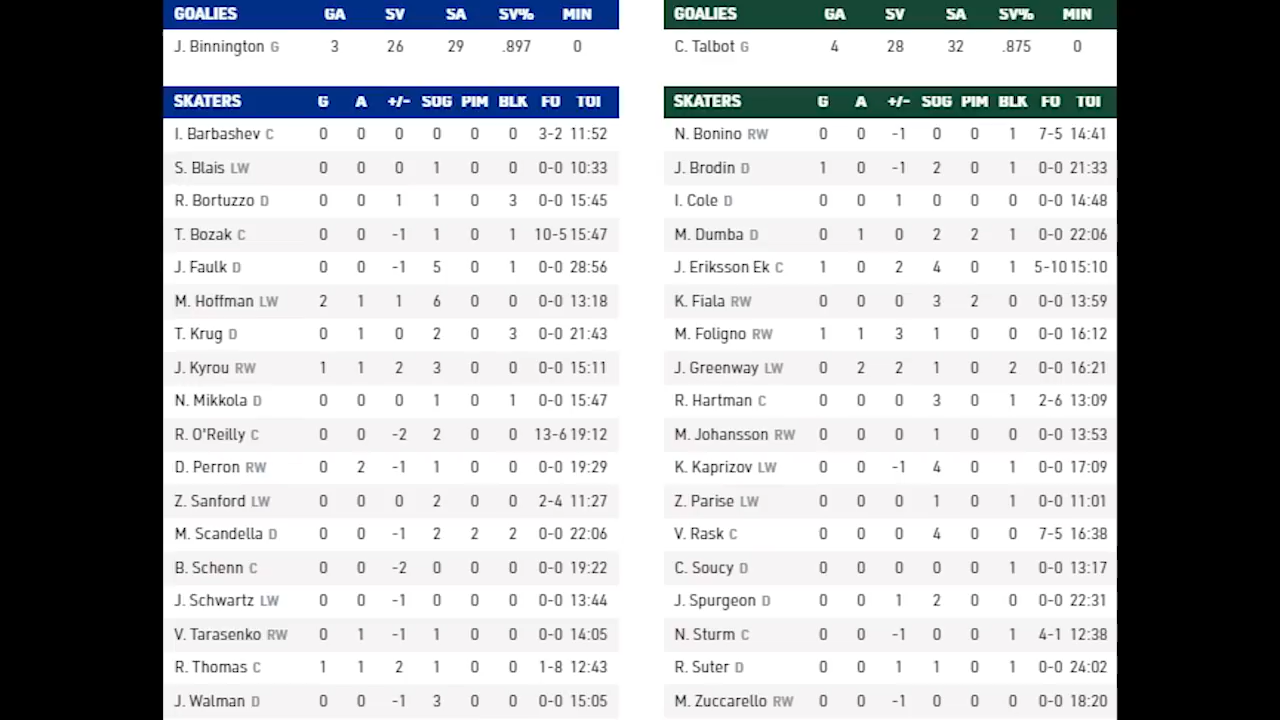 GOALIES GA SV SA SV% MIN
J. Binnington G 3 26 29 .897 0
SKATERS G A +/- SOG PIM BLK FO TOI
I. Barbashev C 0 0 0 0 0 0 3-2 11:52
S. Blais LW 0 0 0 1 0 0 0-0 10:33
R. Bortuzzo D 0 0 1 1 0 3 0-0 15:45
T. Bozak C 0 0 -1 1 0 1 10-5 15:47
J. Faulk D 0 0 -1 5 0 1 0-0 28:56
M. Hoffman LW 2 1 1 6 0 0 0-0 13:18
T. Krug D 0 1 0 2 0 3 0-0 21:43
J. Kyrou RW 1 1 2 3 0 0 0-0 15:11
N. Mikkola D 0 0 0 1 0 1 0-0 15:47
R. O'Reilly C 0 0 -2 2 0 0 13-6 19:12
D. Perron RW 0 2 -1 1 0 0 0-0 19:29
Z. Sanford LW 0 0 0 2 0 0 2-4 11:27
M. Scandella D 0 0 -1 2 2 2 0-0 22:06
B. Schenn C 0 0 -2 0 0 0 0-0 19:22
J. Schwartz LW 0 0 -1 0 0 0 0-0 13:44
V. Tarasenko RW 0 1 -1 1 0 0 0-0 14:05
R. Thomas C 1 1 2 1 0 0 1-8 12:43
J. Walman D 0 0 -1 3 0 0 0-0 15:05
GOALIES GA SV SA SV% MIN
C. Talbot G 4 28 32 .875 0
SKATERS G A +/- SOG PIM BLK FO TOI
N. Bonino RW 0 0 -1 0 0 1 7-5 14:41
J. Brodin D 1 0 -1 2 0 1 0-0 21:33
I. Cole D 0 0 1 0 0 0 0-0 14:48
M. Dumba D 0 1 0 2 2 1 0-0 22:06
J. Eriksson Ek C 1 0 2 4 0 1 5-10 15:10
K. Fiala RW 0 0 0 3 2 0 0-0 13:59
M. Foligno RW 1 1 3 1 0 0 0-0 16:12
J. Greenway LW 0 2 2 1 0 2 0-0 16:21
R. Hartman C 0 0 0 3 0 1 2-6 13:09
M. Johansson RW 0 0 0 1 0 0 0-0 13:53
K. Kaprizov LW 0 0 -1 4 0 1 0-0 17:09
Z. Parise LW 0 0 0 1 0 1 0-0 11:01
V. Rask C 0 0 0 4 0 0 7-5 16:38
C. Soucy D 0 0 0 0 0 1 0-0 13:17
J. Spurgeon D 0 0 1 2 0 0 0-0 22:31
N. Sturm C 0 0 -1 0 0 1 4-1 12:38
R. Suter D 0 0 1 1 0 1 0-0 24:02
M. Zuccarello RW 0 0 -1 0 0 0 0-0 18:20